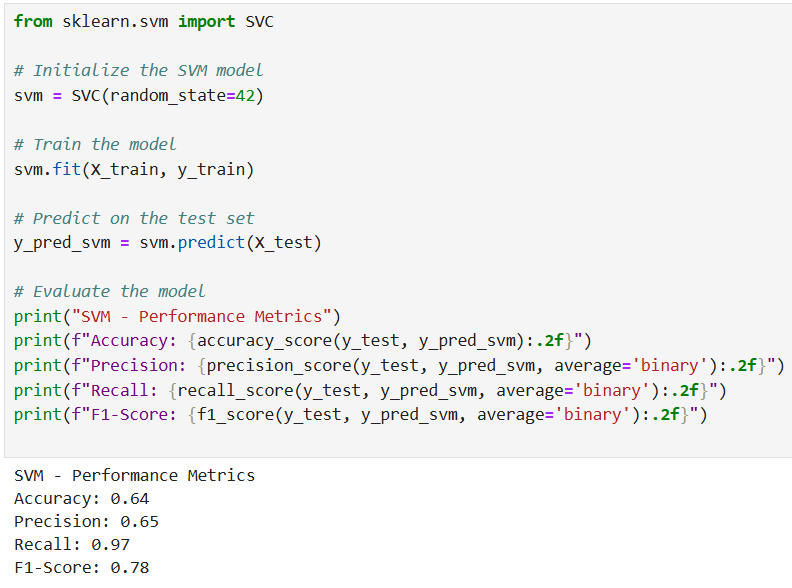 from sklearn.svm import SVC
# Initialize the SVM model
svm = SVC(random_state=42)
# Train the model
svm.fit(X_train, y_train)
# Predict on the test set
y_pred_svm = svm.predict(X_test)
# Evaluate the model
print("SVM - Performance Metrics")
print(f"Accuracy: {accuracy_score(y_test, y_pred_svm):.2f}")
print(f"Precision: {precision_score(y_test, y_pred_svm, average='binary'):.2f}")
print(f"Recall: {recall_score(y_test, y_pred_svm, average='binary'):.2f}")
print(f"F1-Score: {f1_score(y_test, y_pred_svm, average='binary'):.2f}")
SVM - Performance Metrics
Accuracy: 0.64
Precision: 0.65
Recall: 0.97
F1-Score: 0.78